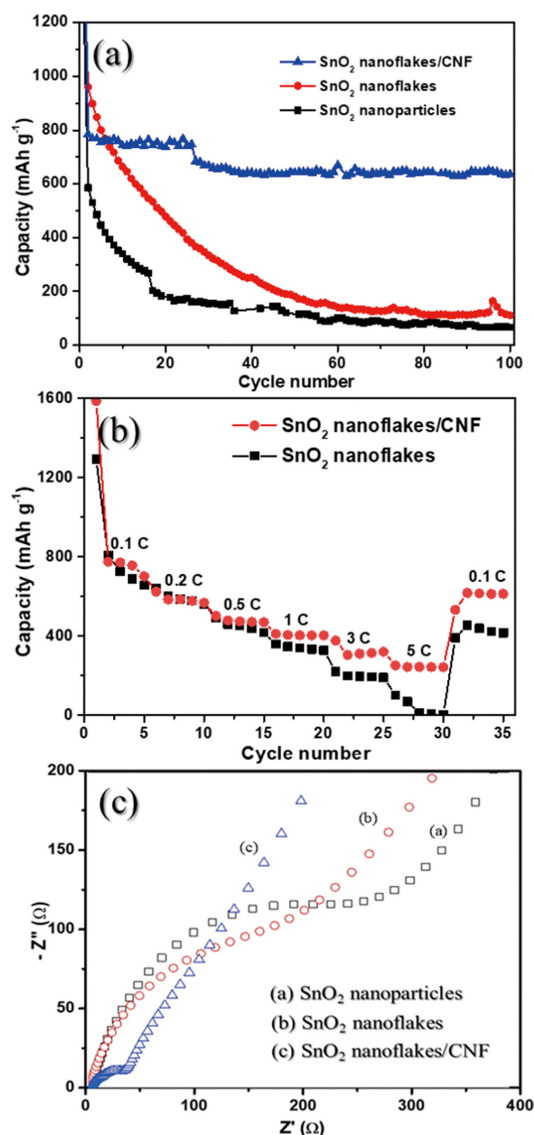 (a)
SnO₂ nanoflakes/CNF
SnO₂ nanoflakes
SnO₂ nanoparticles
Capacity (mAh g⁻¹)
1200
1000
800
600
400
200
0
0 20 40 60 80 100
Cycle number
(b)
SnO₂ nanoflakes/CNF
SnO₂ nanoflakes
Capacity (mAh g⁻¹)
1600
1200
800
400
0
0.1 C
0.2 C
0.5 C
1 C
3 C
5 C
0.1 C
0 5 10 15 20 25 30 35
Cycle number
(c)
- Z" (Ω)
200
150
100
50
0
(c)
(b)
(a)
(a) SnO₂ nanoparticles
(b) SnO₂ nanoflakes
(c) SnO₂ nanoflakes/CNF
0 100 200 300 400
Z' (Ω)